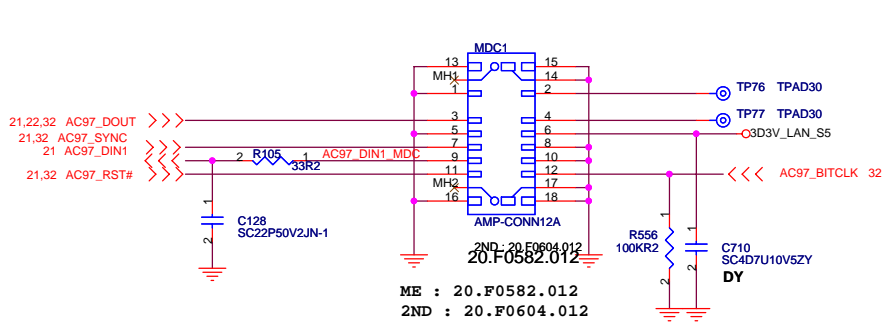 MDC1
13 15
MH1 14
1 2 TP76 TPAD30
21,22,32 AC97_DOUT 3 4 TP77 TPAD30
21,32 AC97_SYNC 5 6 3D3V_LAN_S5
21 AC97_DIN1 7 8
2 R105 1 AC97_DIN1_MDC 9 10
33R2
21,32 AC97_RST# 11 12 AC97_BITCLK 32
MH2 17
16 18
AMP-CONN12A
1
C128
SC22P50V2JN-1
2
1
R556
100KR2
2
1
C710
SC4D7U10V5ZY
2
DY
2ND : 20.F0604.012
20.F0582.012
ME : 20.F0582.012
2ND : 20.F0604.012